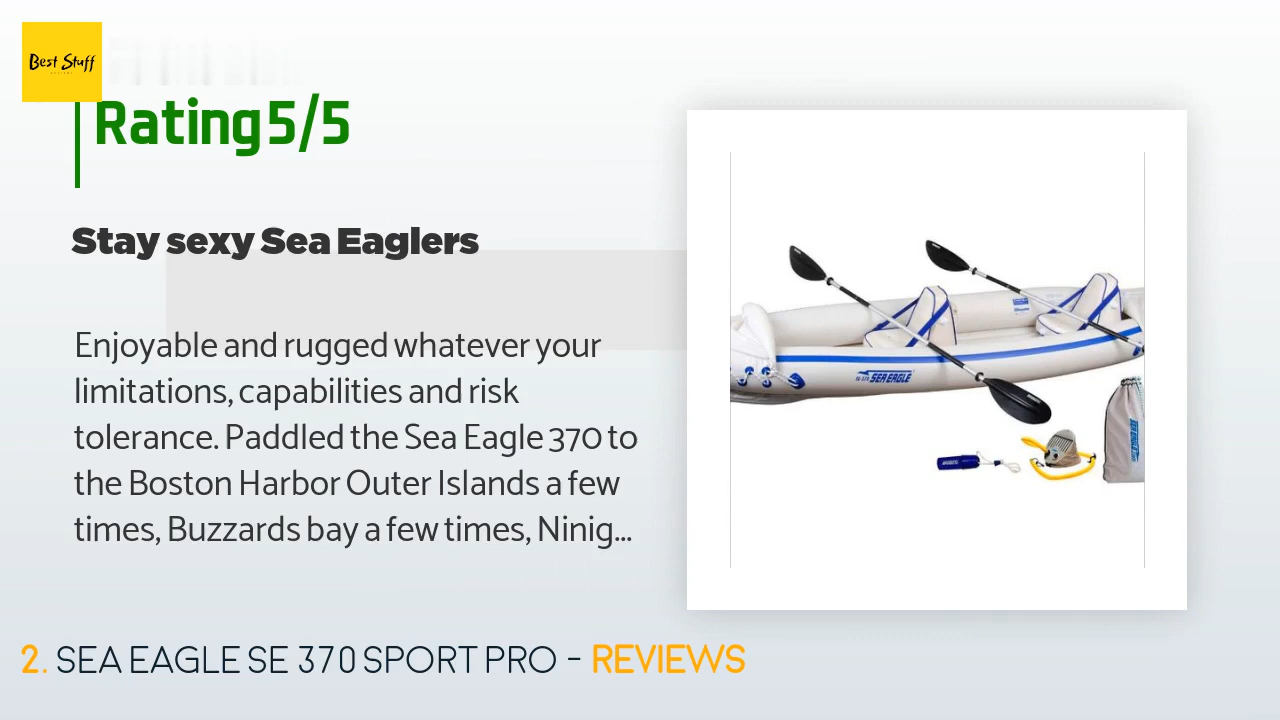 Best Stuff
Rating 5/5
Stay sexy Sea Eaglers
Enjoyable and rugged whatever your
limitations, capabilities and risk
tolerance. Paddled the Sea Eagle 370 to
the Boston Harbor Outer Islands a few
times, Buzzards bay a few times, Ninig...
SEA EAGLE
2. SEA EAGLE SE 370 SPORT PRO - REVIEWS